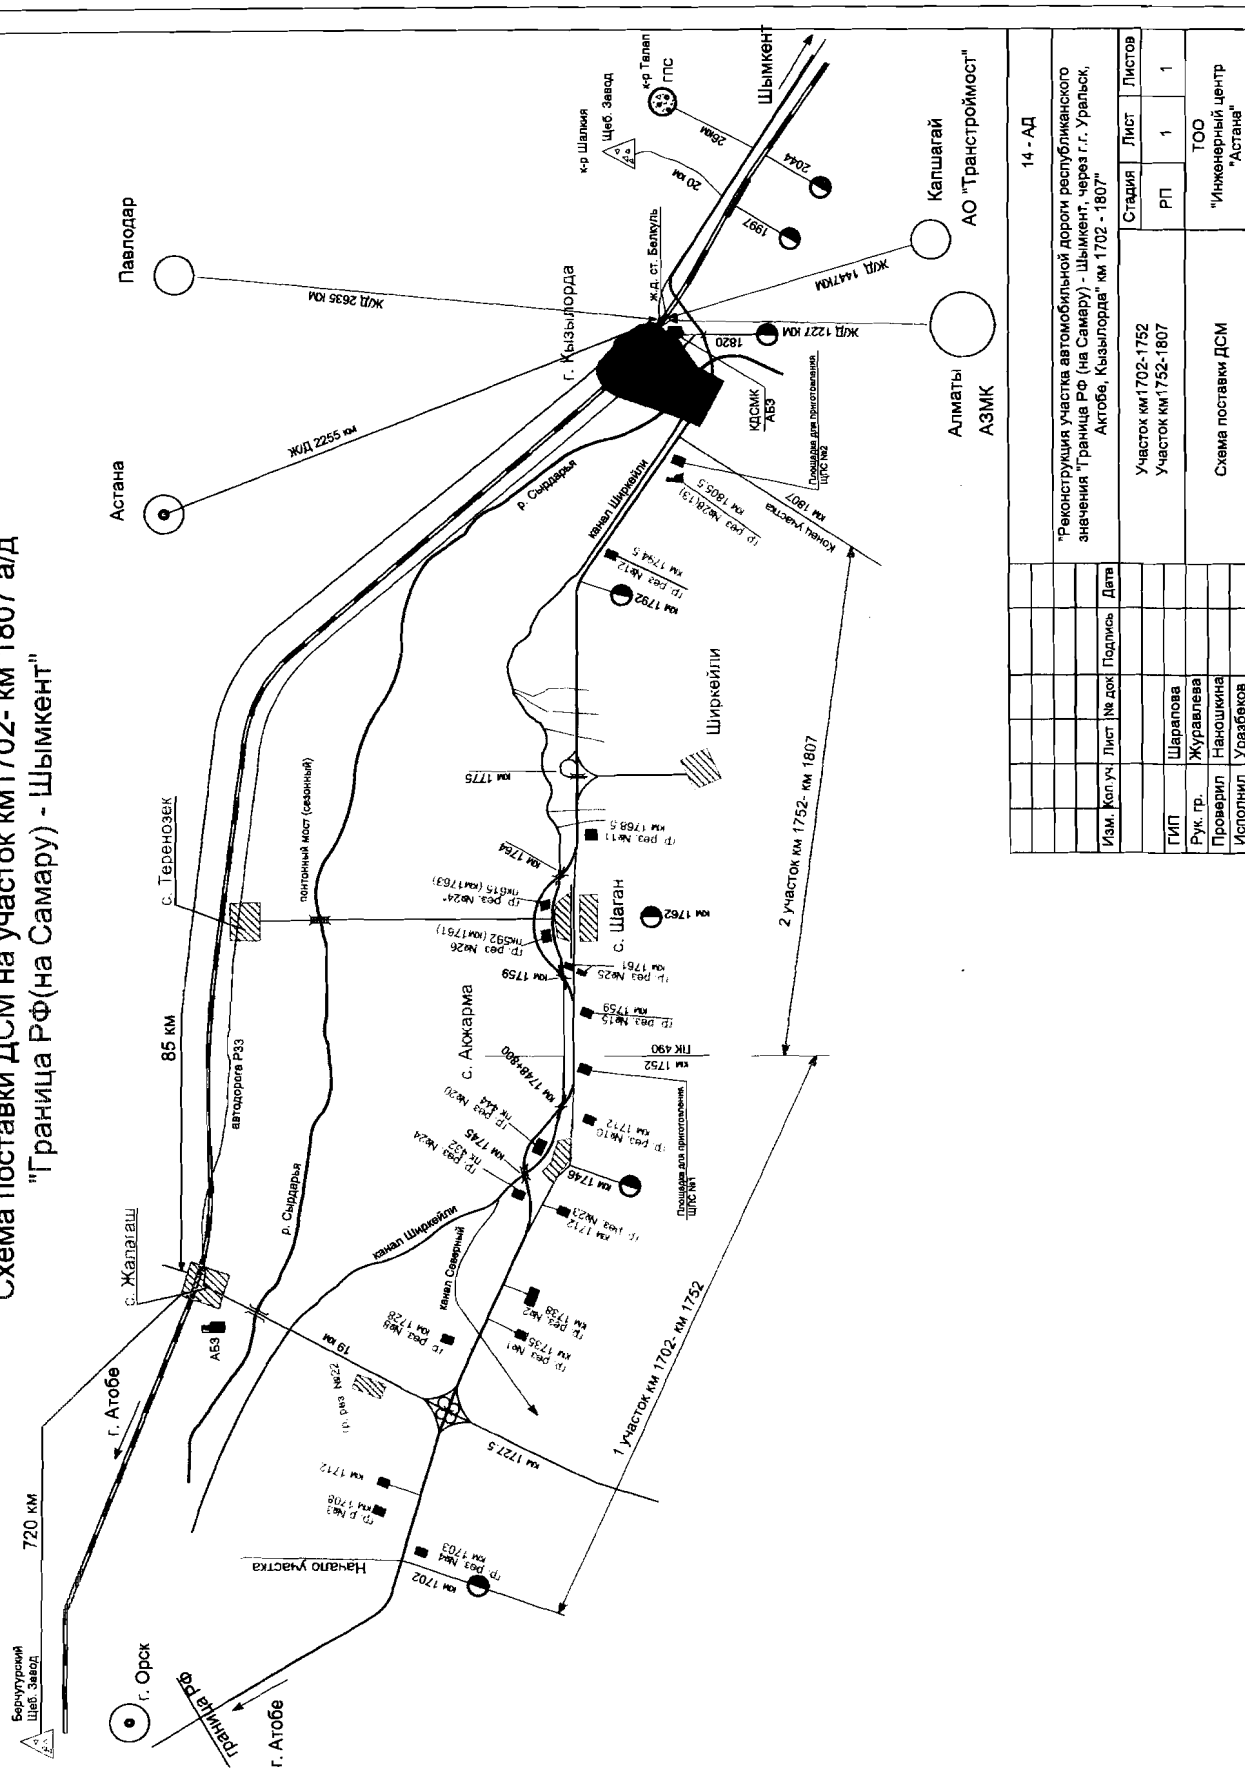 Схема поставки ДСМ на участок км1702- км 1807 а/д
"Граница РФ(на Самару) - Шымкент"
Берчугурский
Щеб. Завод
720 км
г. Орск
граница РФ
г. Атобе
г. Атобе
с. Жалагаш
АБЗ
85 км
автодорога Р33
с. Теренозек
понтонный мост (сезонный)
р. Сырдарья
р. Сырдарья
канал Ширкейли
канал Ширкейли
канал Северный
19 км
Астана
Ж/Д 2255 км
Павлодар
Ж/Д 2635 КМ
г. Кызылорда
ж.д. ст. Белкуль
к-р Шалкия
Щеб. Завод
к-р Талап
ГПС
Шымкент
20 км
26км
1997
2044
Капшагай
АО "Трансстроймост"
Ж/Д 1447КМ
Алматы
АЗМК
Ж/Д 1227 КМ
1820
КДСМК
АБЗ
Площадка для приготовления
ЩПС №2
Начало участка
км 1702
гр. рез. №4
км 1703
гр. р №3
км 1708
км 1712
гр. рез №22
км 1727.5
гр. рез №9
км 1728
гр. рез №1
км 1735
гр. рез. №2
км 1738
гр. рез. №23
км 1712
км 1746
гр. рез. №24
пк 432
км 1745
гр рез №20
пк 444
км 1748+800
с. Аюкарма
гр. рез. №10
км 1712
Площадка для приготовления
ЩПС №1
км 1752
ПК 490
гр. рез №15
км 1759
км 1759
гр. рез №25
км 1761
гр. рез №26
пк592 (км1761)
гр рез. №24"
пк615 (км1763)
с. Шаган
км 1762
км 1764
гр рез. №11
км 1768.5
км 1775
Ширкейли
км 1792
гр. рез №12
км 1794.5
гр рез №28(13)
км 1805.5
Конец участка
км 1807
1 участок км 1702- км 1752
2 участок км 1752- км 1807
14 - АД
"Реконструкция участка автомобильной дороги республиканского
значения "Граница РФ (на Самару) - Шымкент, через г.г. Уральск,
Актобе, Кызылорда" км 1702 - 1807"
Изм. Кол.уч. Лист № док Подпись Дата
ГИП Шарапова
Рук. гр. Журавлева
Проверил Наношкина
Исполнил Уразбеков
Участок км1702-1752
Участок км1752-1807
Стадия Лист Листов
РП 1 1
Схема поставки ДСМ
ТОО
"Инженерный центр
"Астана"